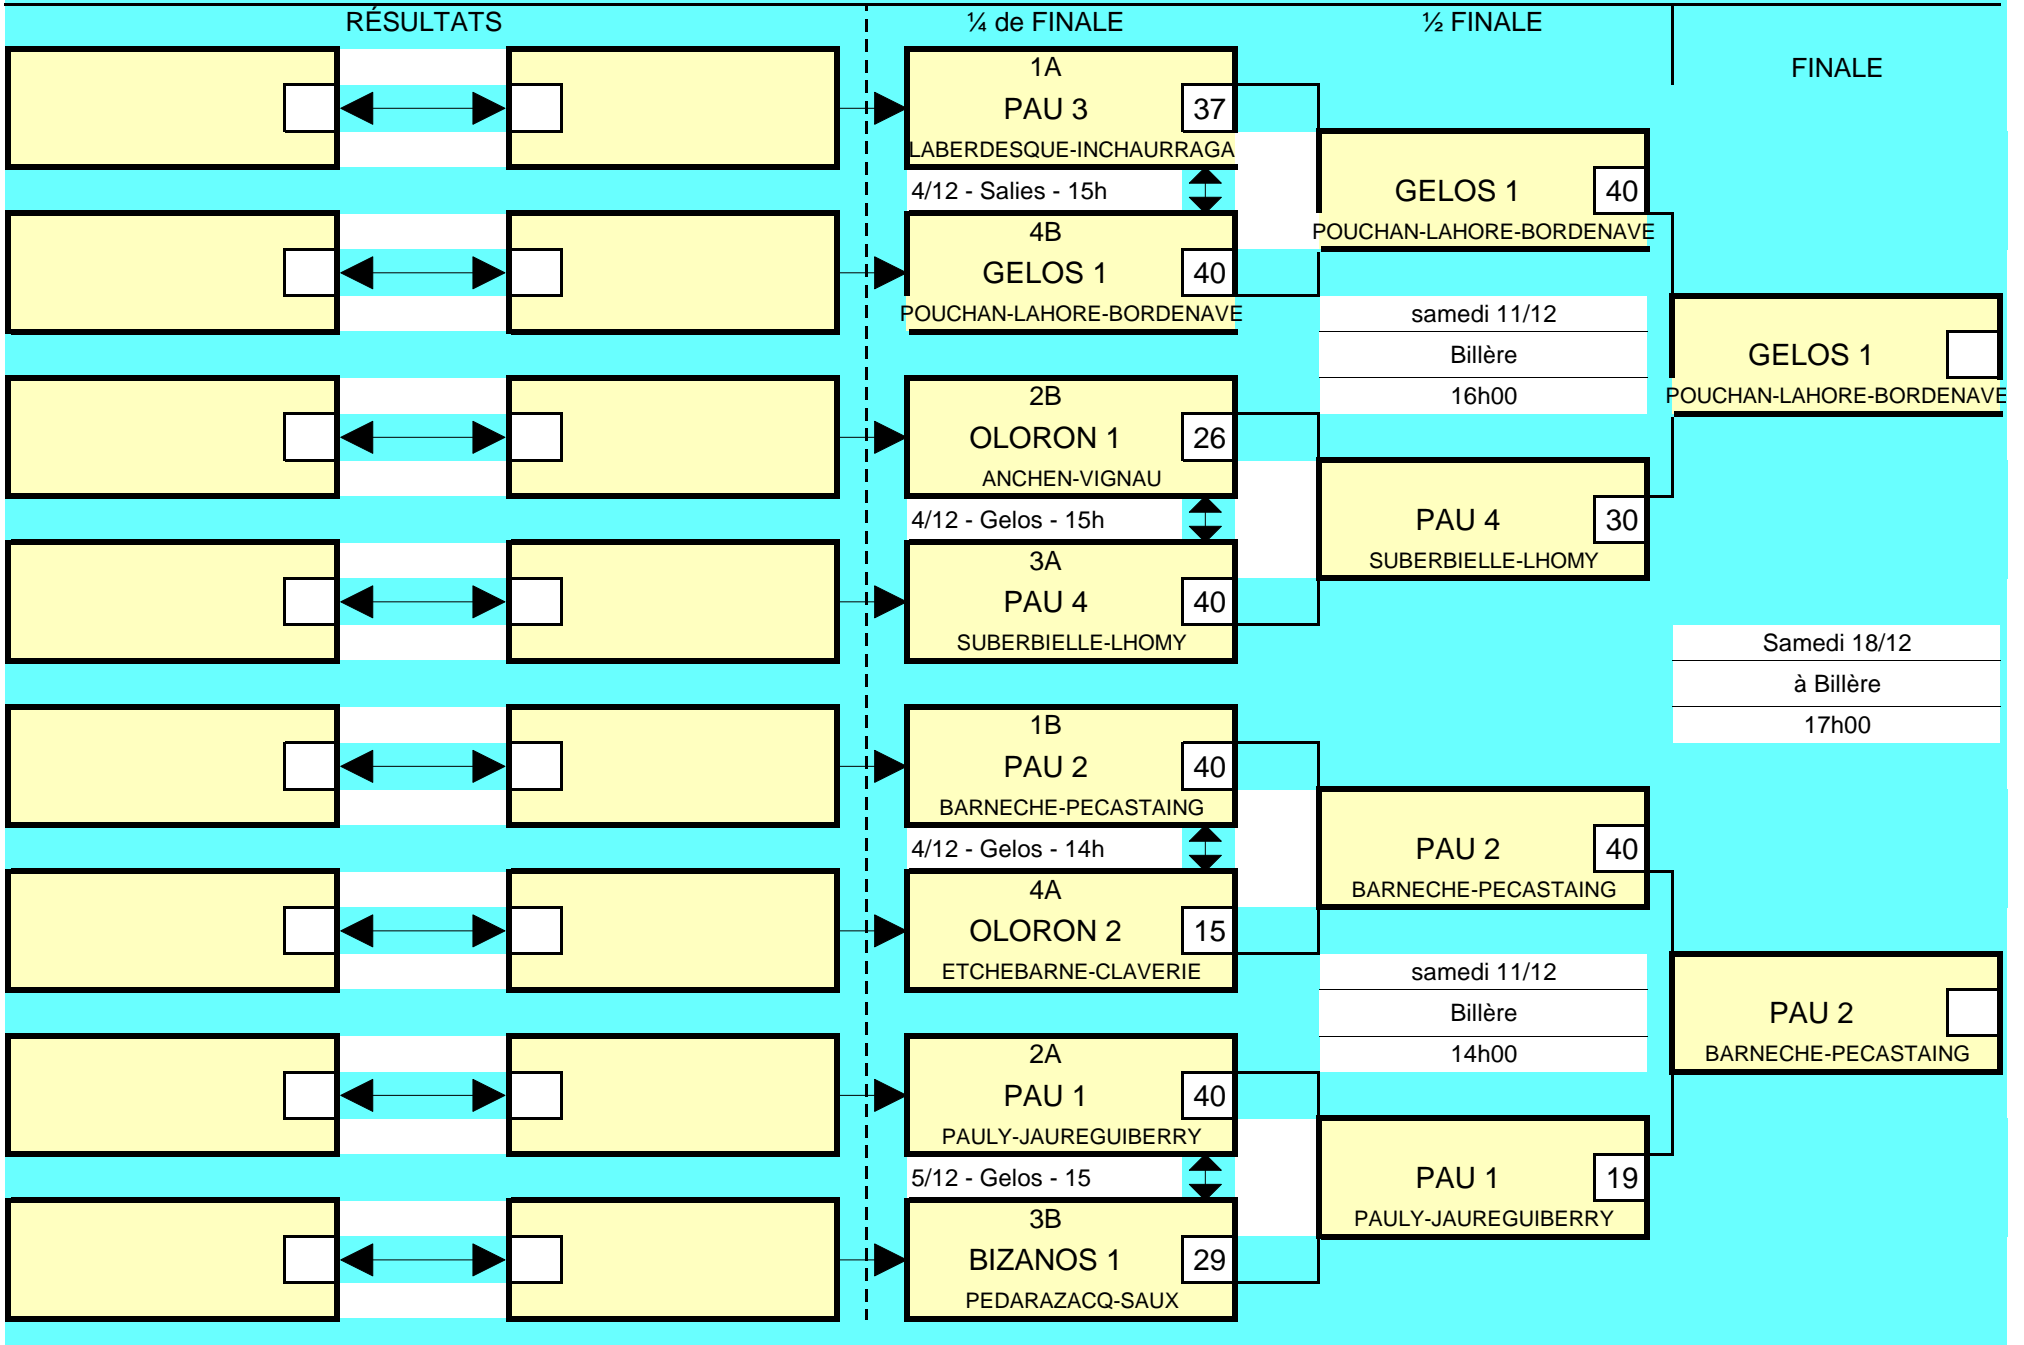 RÉSULTATS
¼ de FINALE
½ FINALE
FINALE
1A
PAU 3
37
LABERDESQUE-INCHAURRAGA
4/12 - Salies - 15h
4B
GELOS 1
40
POUCHAN-LAHORE-BORDENAVE
2B
OLORON 1
26
ANCHEN-VIGNAU
4/12 - Gelos - 15h
3A
PAU 4
40
SUBERBIELLE-LHOMY
1B
PAU 2
40
BARNECHE-PECASTAING
4/12 - Gelos - 14h
4A
OLORON 2
15
ETCHEBARNE-CLAVERIE
2A
PAU 1
40
PAULY-JAUREGUIBERRY
5/12 - Gelos - 15
3B
BIZANOS 1
29
PEDARAZACQ-SAUX
GELOS 1
40
POUCHAN-LAHORE-BORDENAVE
samedi 11/12
Billère
16h00
PAU 4
30
SUBERBIELLE-LHOMY
PAU 2
40
BARNECHE-PECASTAING
samedi 11/12
Billère
14h00
PAU 1
19
PAULY-JAUREGUIBERRY
GELOS 1
POUCHAN-LAHORE-BORDENAVE
Samedi 18/12
à Billère
17h00
PAU 2
BARNECHE-PECASTAING